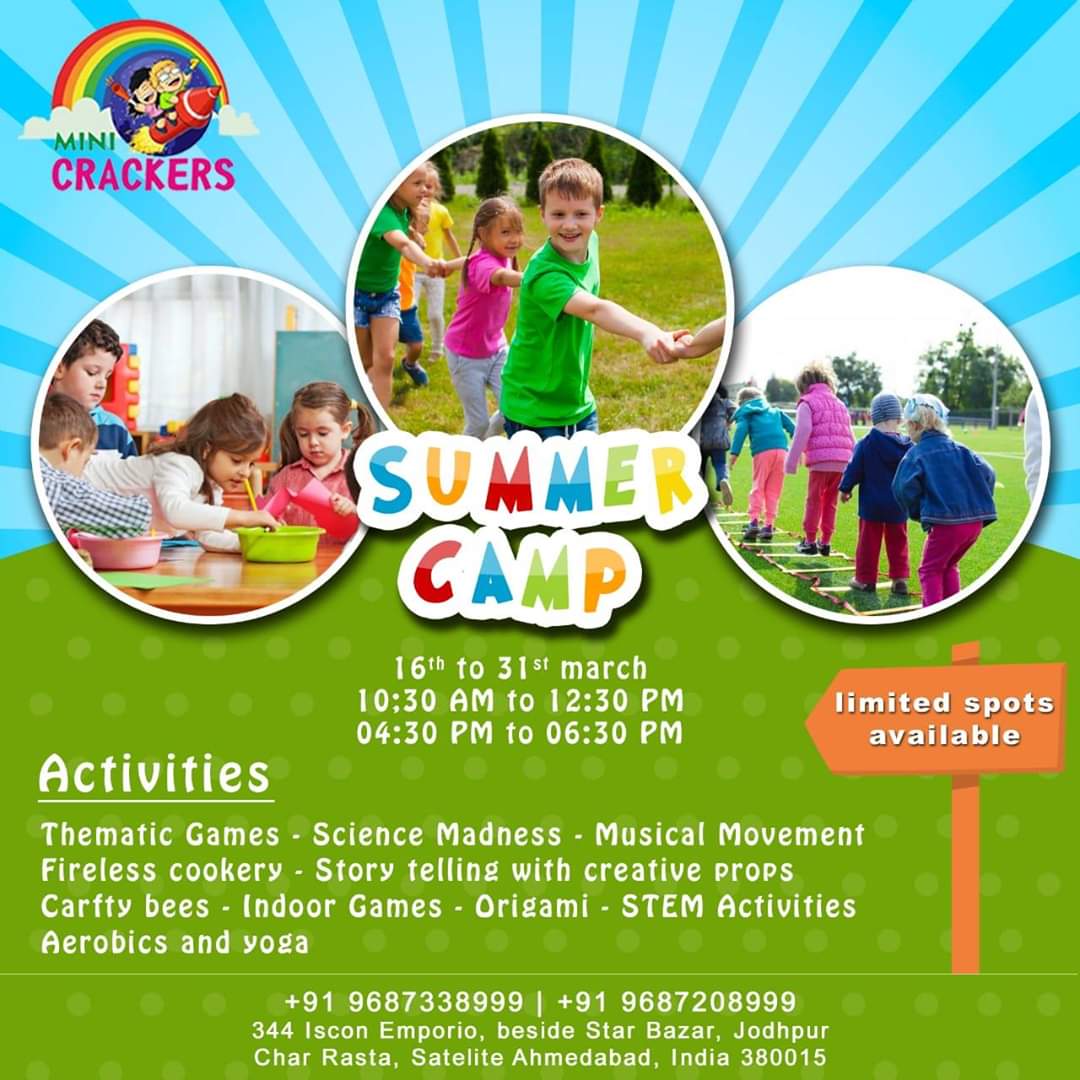 MINI
CRACKERS
SUMMER
CAMP
16th to 31st march
10;30 AM to 12:30 PM
04:30 PM to 06:30 PM
limited spots
available
Activities
Thematic Games - Science Madness - Musical Movement
Fireless cookery - Story telling with creative props
Carfty bees - Indoor Games - Origami - STEM Activities
Aerobics and yoga
+91 9687338999 | +91 9687208999
344 Iscon Emporio, beside Star Bazar, Jodhpur
Char Rasta, Satelite Ahmedabad, India 380015